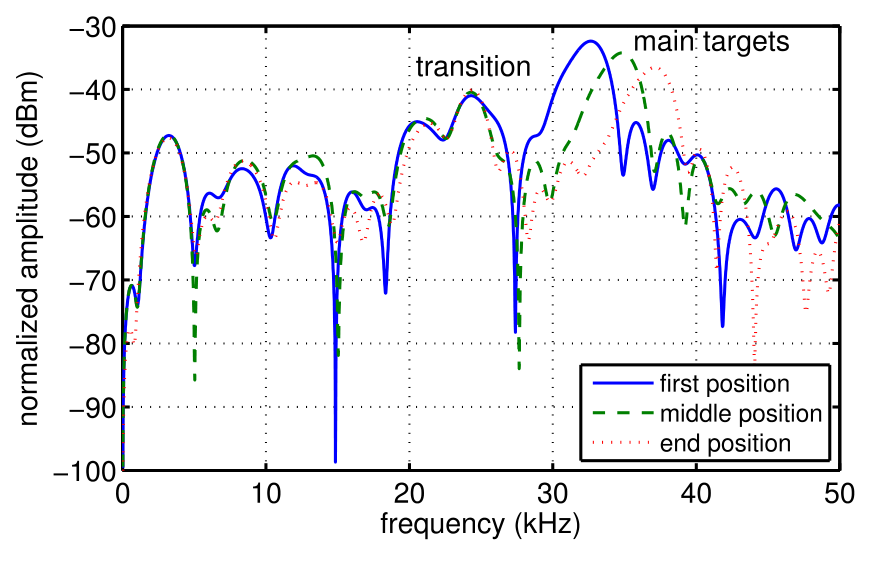 −30
main targets
transition
−40
−50
−60
−70
−80
−90
−100
normalized amplitude (dBm)
first position
middle position
end position
0 10 20 30 40 50
frequency (kHz)